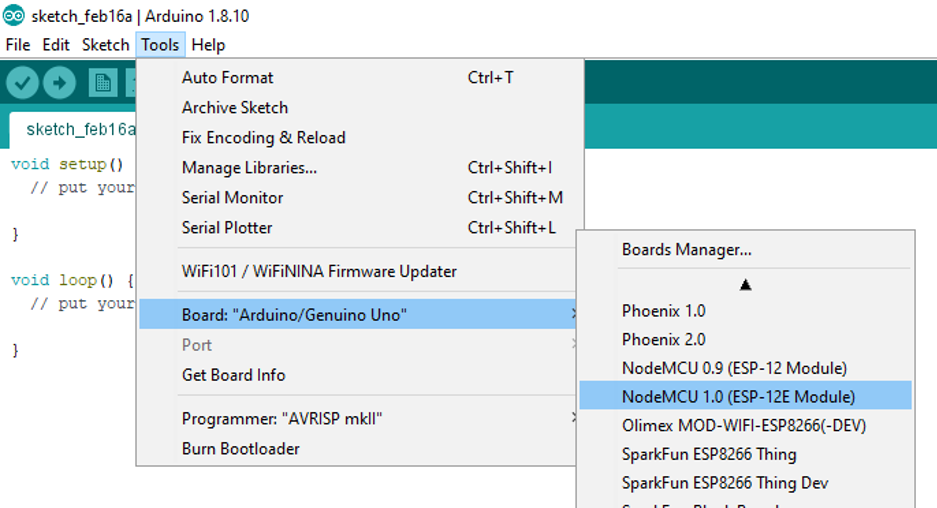 sketch_feb16a | Arduino 1.8.10
File Edit Sketch Tools Help
sketch_feb16a
void setup()
// put your
}
void loop() {
// put your
}
Auto Format Ctrl+T
Archive Sketch
Fix Encoding & Reload
Manage Libraries... Ctrl+Shift+I
Serial Monitor Ctrl+Shift+M
Serial Plotter Ctrl+Shift+L
WiFi101 / WiFiNINA Firmware Updater
Board: "Arduino/Genuino Uno"
Port
Get Board Info
Programmer: "AVRISP mkII"
Burn Bootloader
Boards Manager...
Phoenix 1.0
Phoenix 2.0
NodeMCU 0.9 (ESP-12 Module)
NodeMCU 1.0 (ESP-12E Module)
Olimex MOD-WIFI-ESP8266(-DEV)
SparkFun ESP8266 Thing
SparkFun ESP8266 Thing Dev